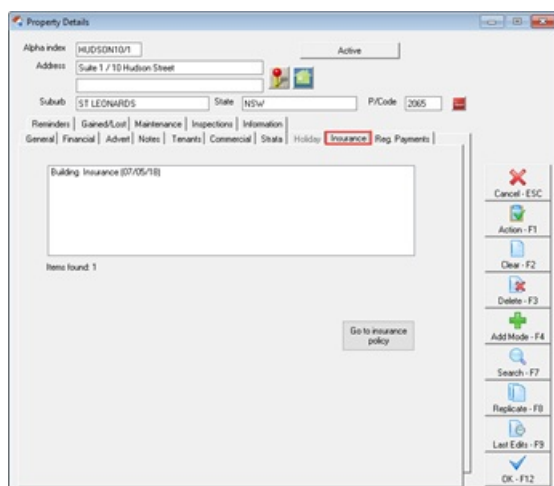 Property Details
Alpha index HUDSON10/1 Active
Address Suite 1 / 10 Hudson Street
Suburb ST LEONARDS State NSW P/Code 2065
Reminders Gained/Lost Maintenance Inspections Information
General Financial Advert Notes Tenants Commercial Strata Holiday Insurance Reg. Payments
Building Insurance (07/05/18)
Items found: 1
Go to insurance
policy
Cancel - ESC
Action - F1
Clear - F2
Delete - F3
Add Mode - F4
Search - F7
Replicate - F8
Last Edits - F9
OK - F12